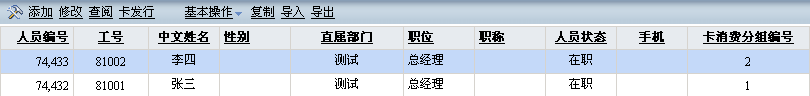 添加 修改 查阅 卡发行 基本操作 复制 导入 导出
人员编号 工号 中文姓名 性别 直属部门 职位 职称 人员状态 手机 卡消费分组编号
74,433 81002 李四 测试 总经理 在职 2
74,432 81001 张三 测试 总经理 在职 1